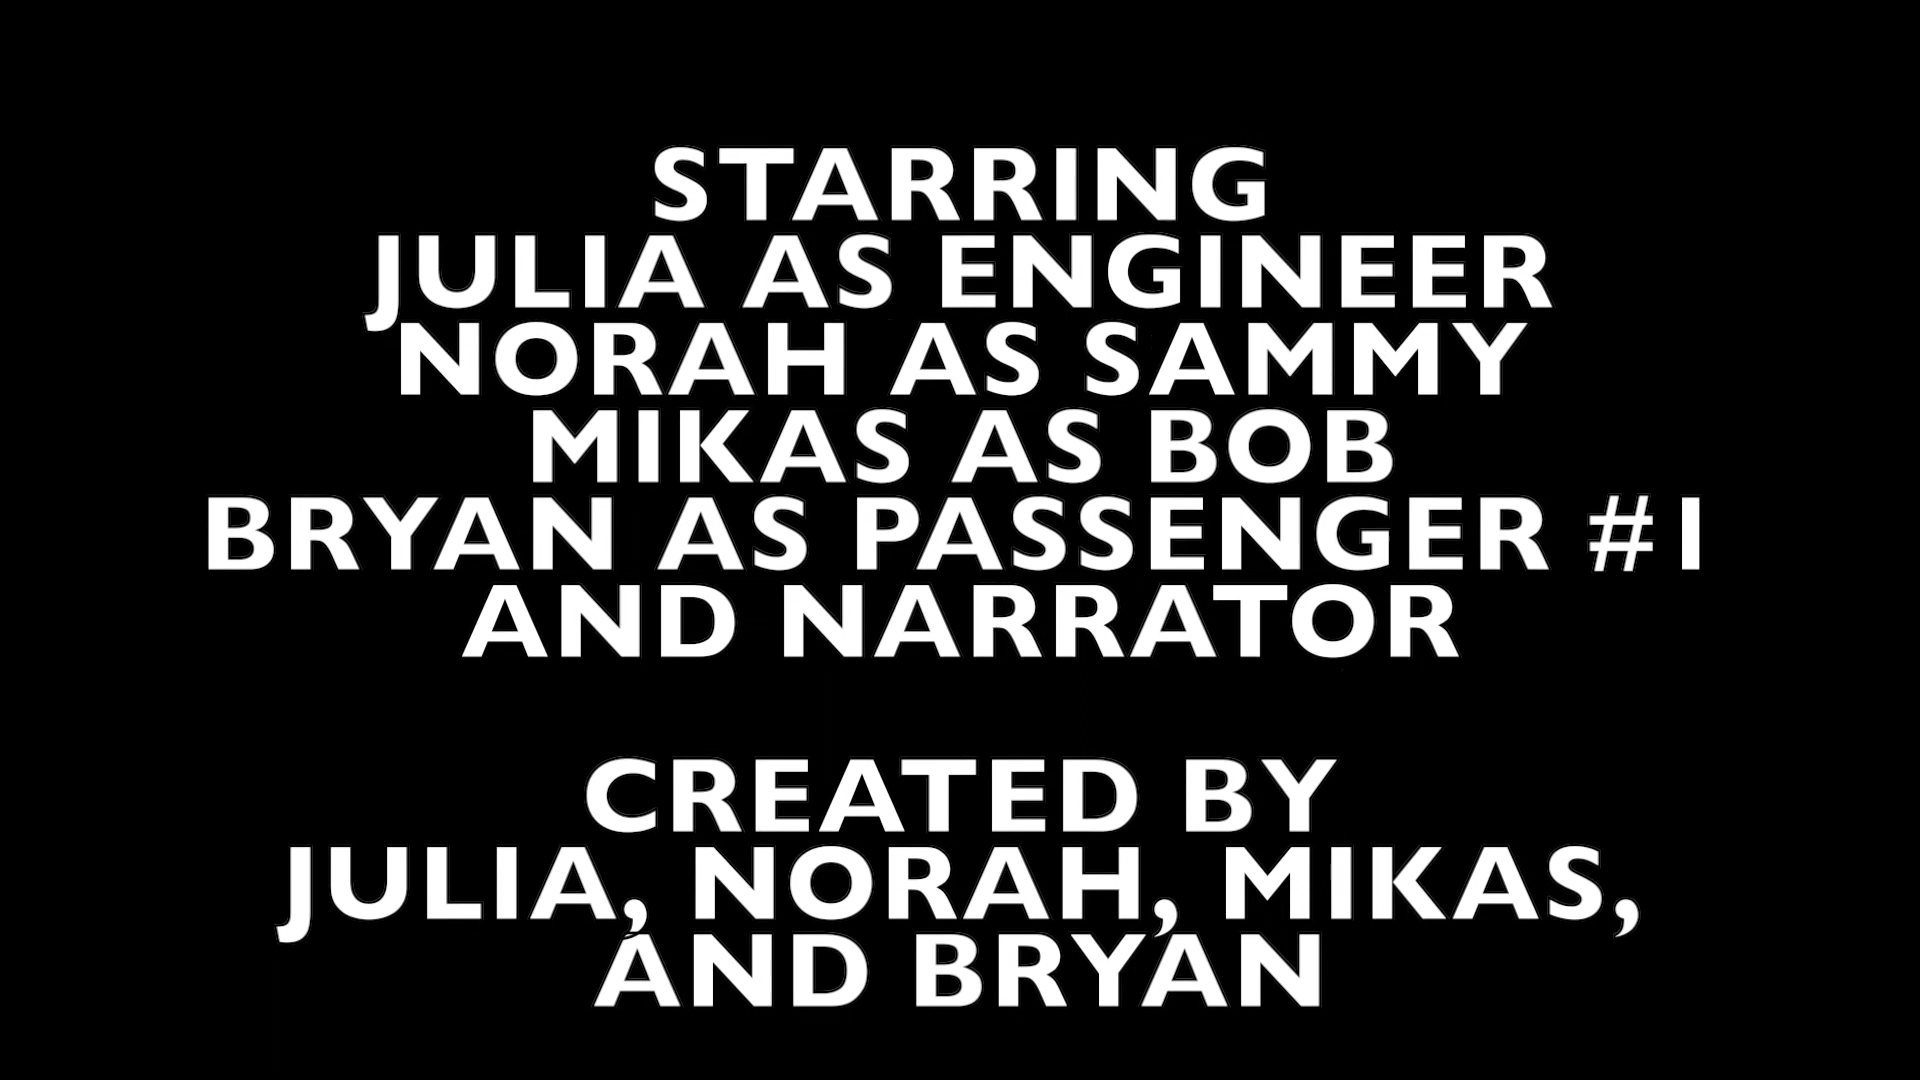 STARRING
JULIA AS ENGINEER
NORAH AS SAMMY
MIKAS AS BOB
BRYAN AS PASSENGER #1
AND NARRATOR
CREATED BY
JULIA, NORAH, MIKAS,
AND BRYAN